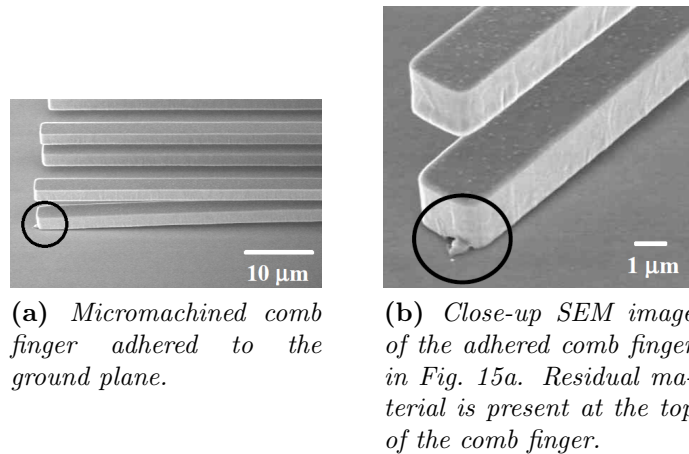 10 μm
1 μm
(a) Micromachined comb
finger adhered to the
ground plane.
(b) Close-up SEM image
of the adhered comb finger
in Fig. 15a. Residual ma-
terial is present at the top
of the comb finger.